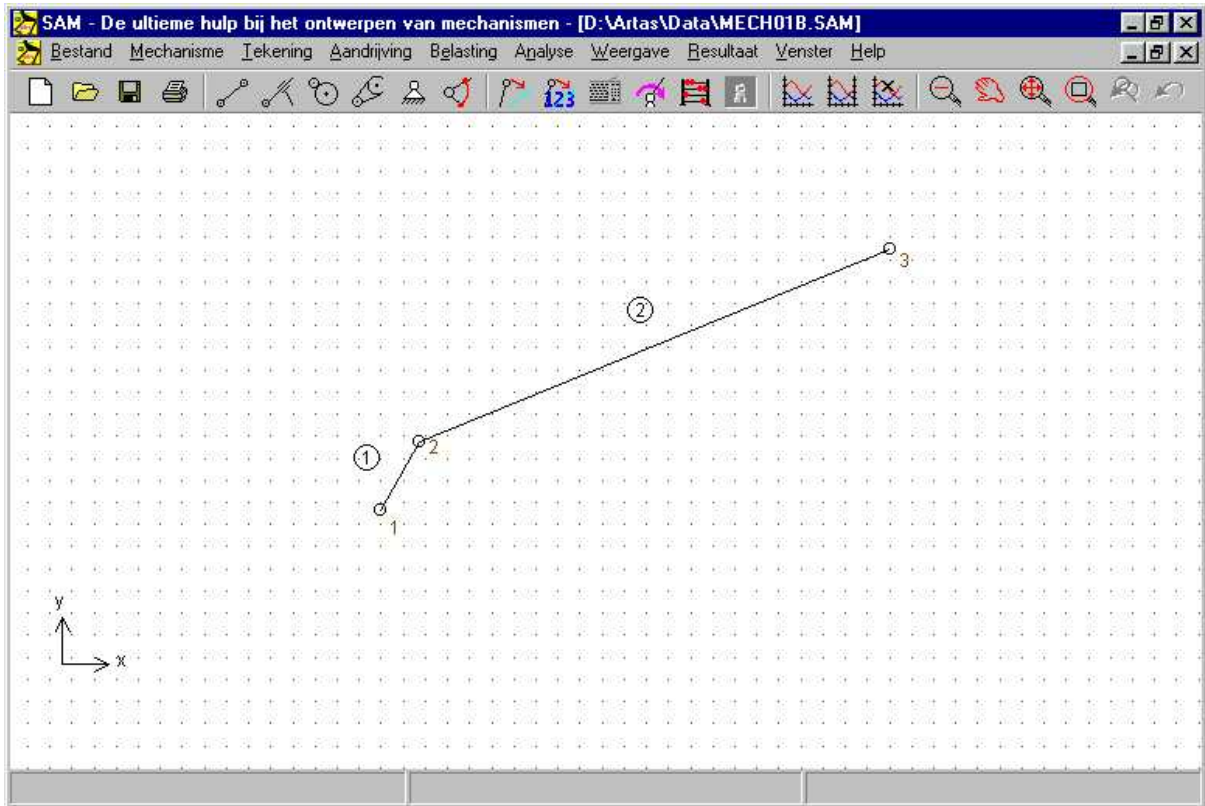 SAM - De ultieme hulp bij het ontwerpen van mechanismen - [D:\Artas\Data\MECH01B.SAM]
Bestand Mechanisme Tekening Aandrijving Belasting Analyse Weergave Resultaat Venster Help
123
3
2
2
1
1
y
x